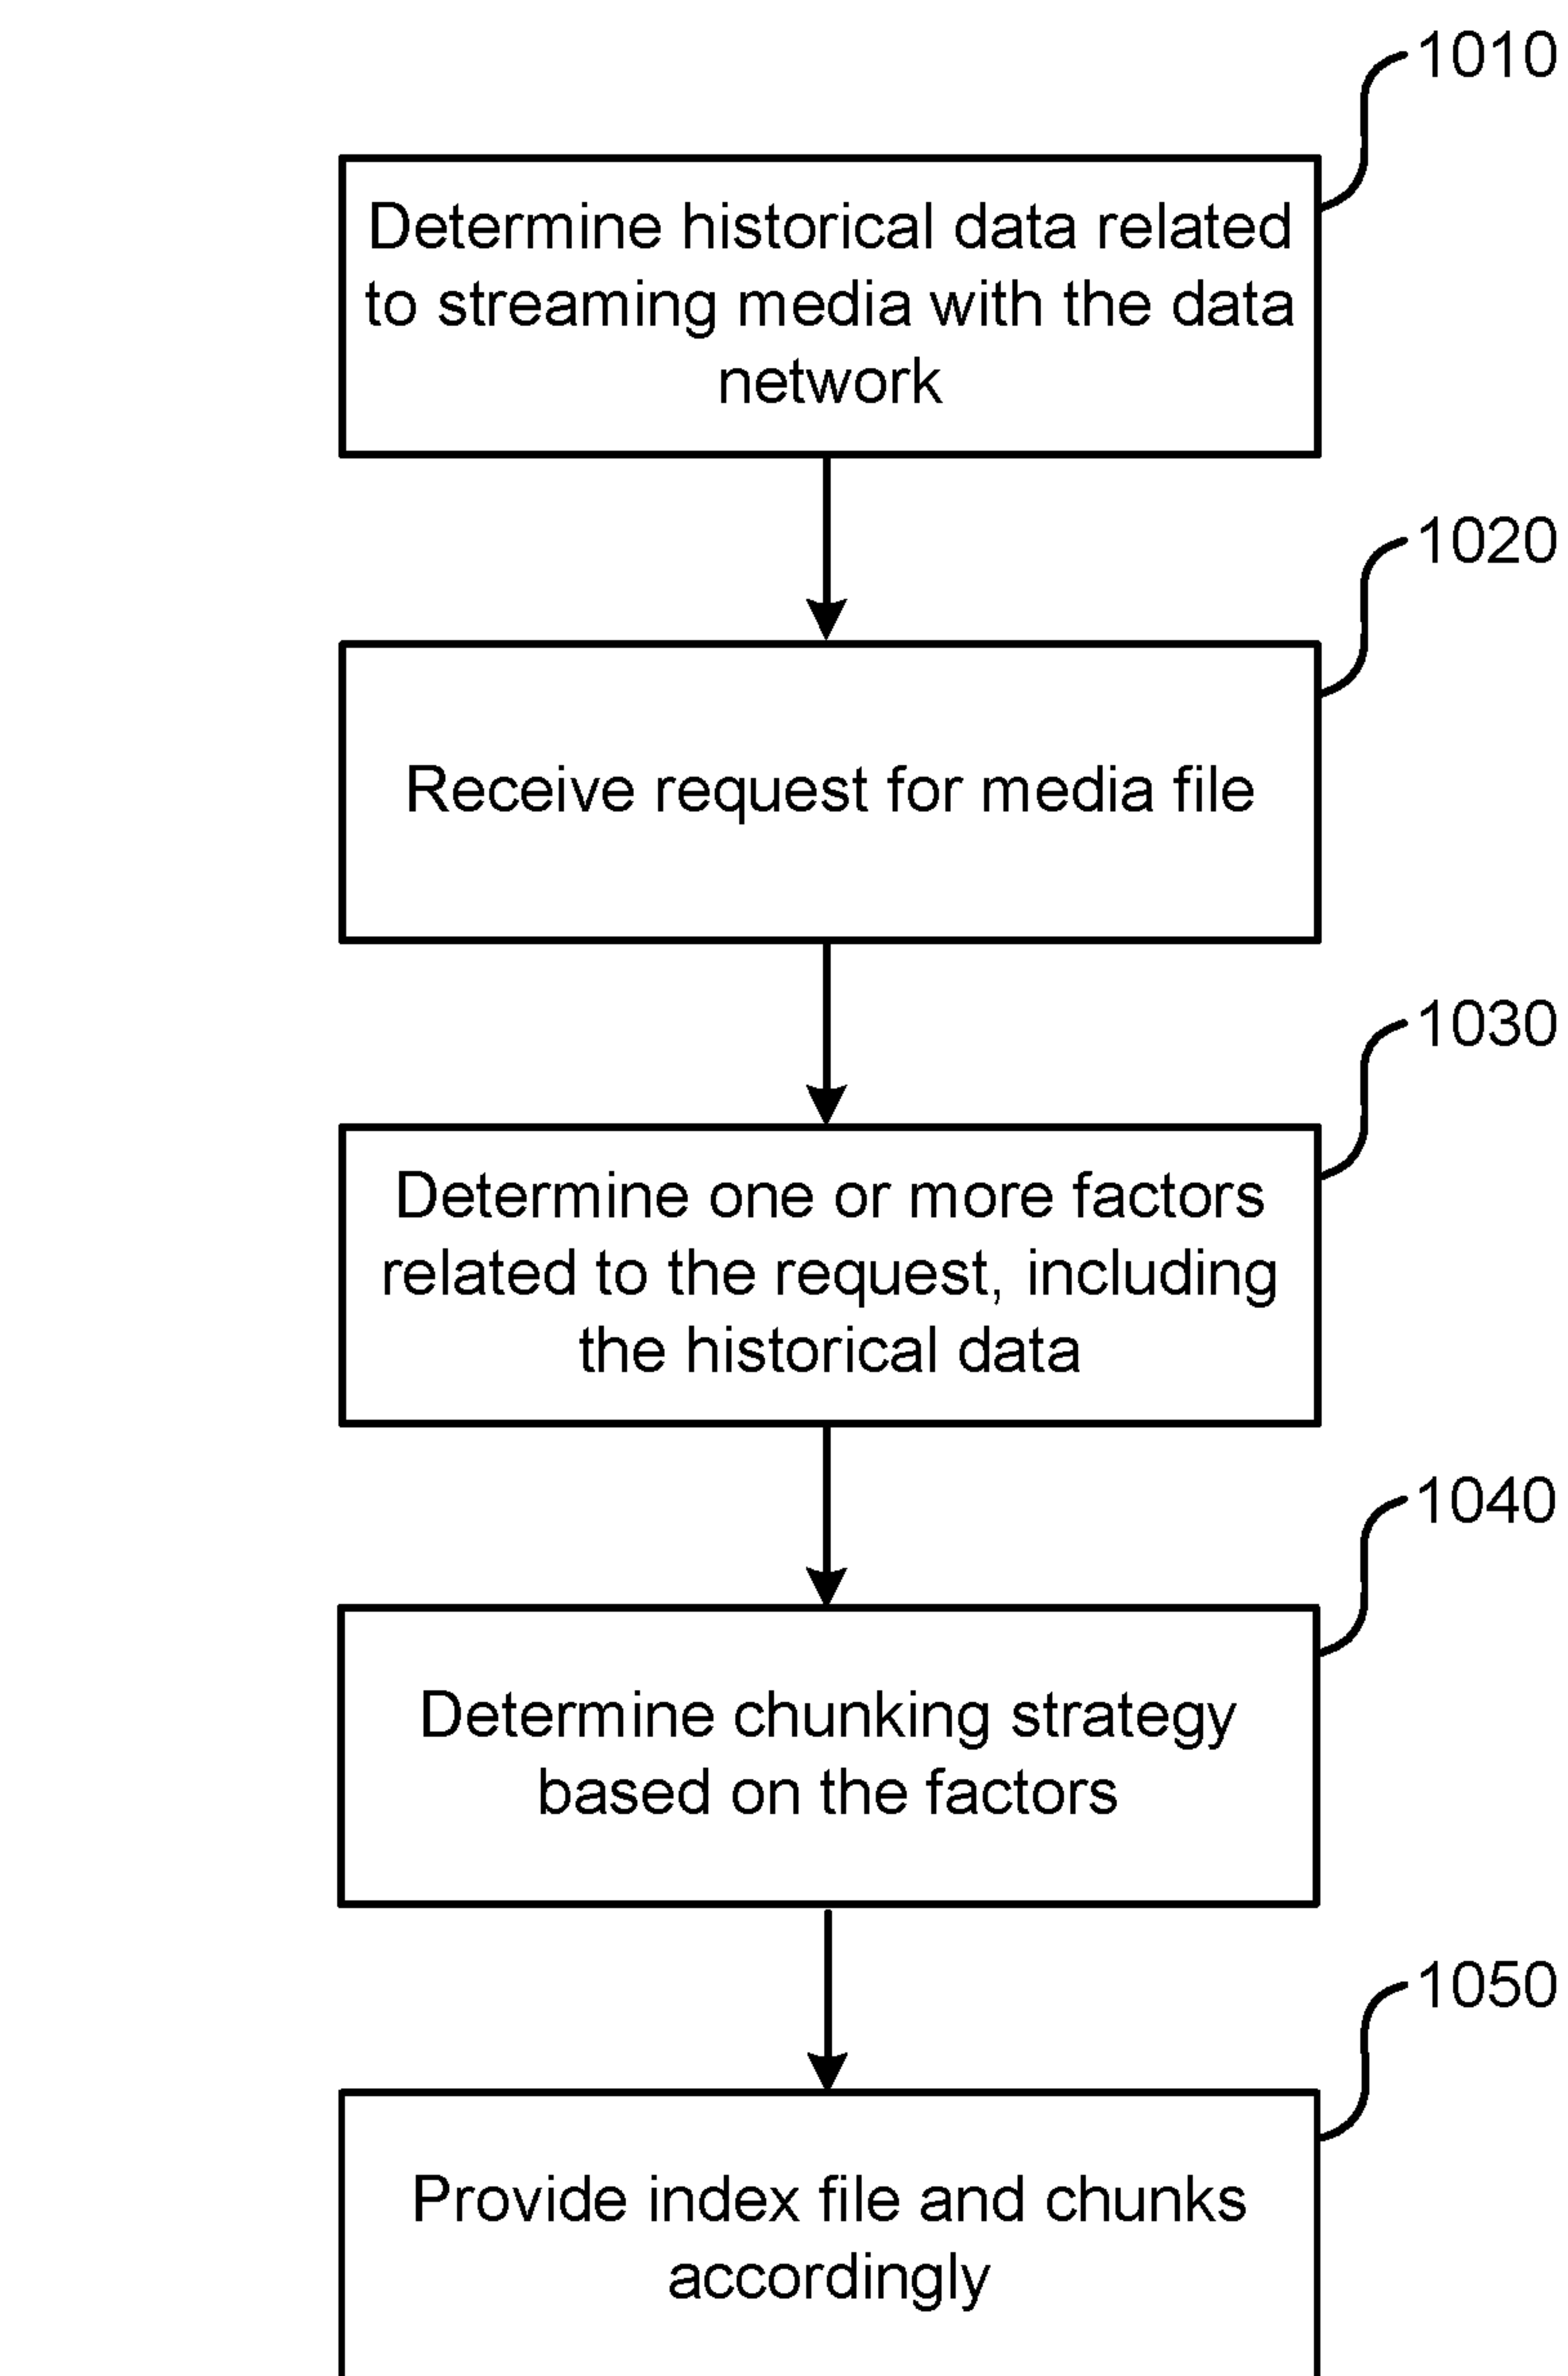 1010
Determine historical data related
to streaming media with the data
network
1020
Receive request for media file
1030
Determine one or more factors
related to the request, including
the historical data
1040
Determine chunking strategy
based on the factors
1050
Provide index file and chunks
accordingly